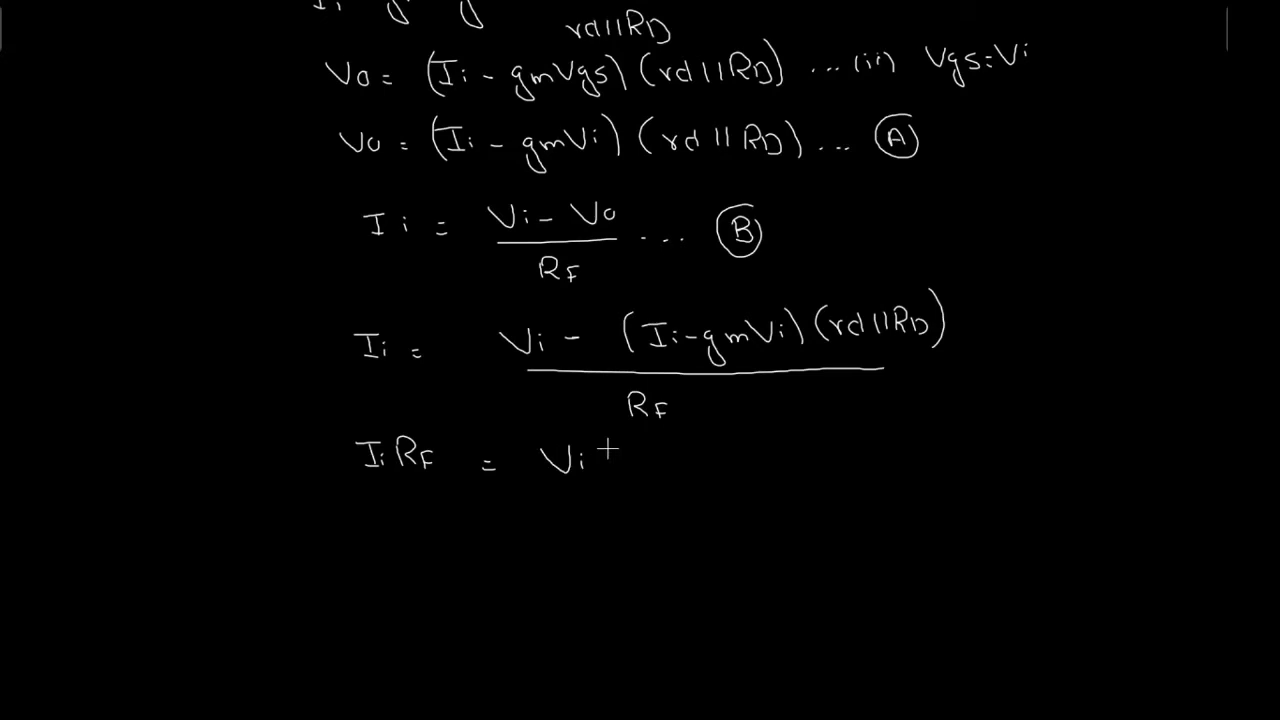 rd||RD
Vo = (Ii - gmVgs) (rd||RD) ... (ii) Vgs = Vi
Vo = (Ii - gmVi) (rd||RD) ... (A)
Ii = Vi - Vo ... (B)
RF
Ii = Vi - (Ii - gmVi) (rd||RD)
RF
IiRF = Vi +